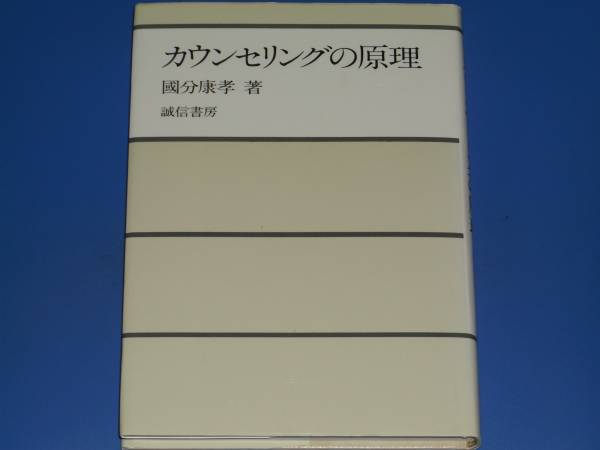 カウンセリングの原理
國分康孝 著
誠信書房